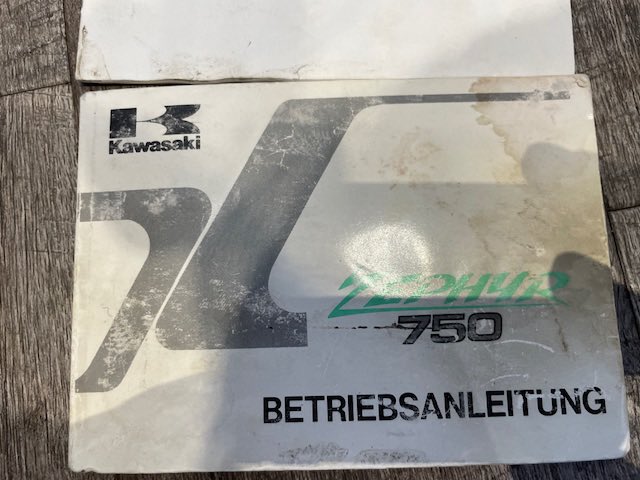 Kawasaki
ZEPHYR
750
BETRIEBSANLEITUNG